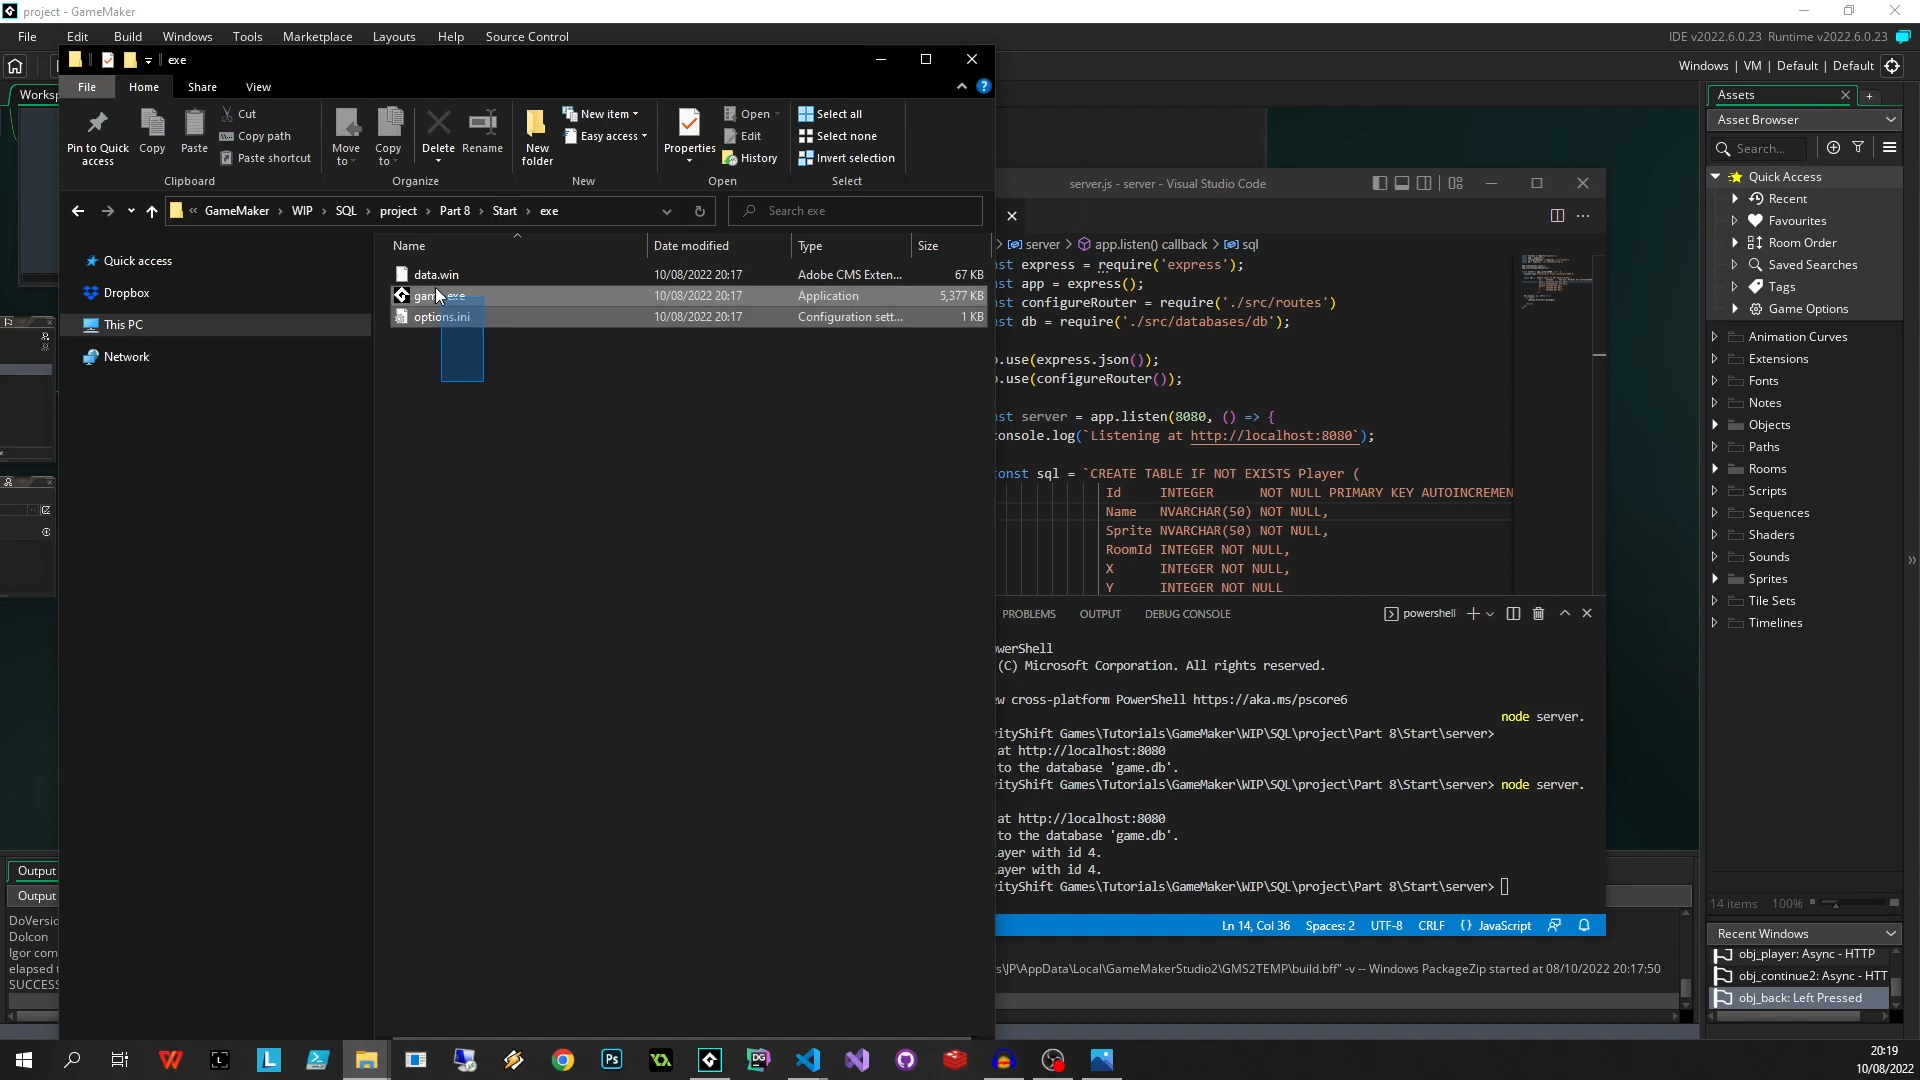 project - GameMaker
File Edit Build Windows Tools Marketplace Layouts Help Source Control
IDE v2022.6.0.23 Runtime v2022.6.0.23
Windows | VM | Default | Default
exe
File Home Share View
Pin to Quick access
Copy
Paste
Cut
Copy path
Paste shortcut
Clipboard
Move to
Copy to
Delete
Rename
Organize
New folder
New item
Easy access
New
Properties
Open
Edit
History
Open
Select all
Select none
Invert selection
Select
« GameMaker WIP SQL project Part 8 Start exe
Search exe
Name Date modified Type Size
data.win 10/08/2022 20:17 Adobe CMS Exten... 67 KB
game.exe 10/08/2022 20:17 Application 5,377 KB
options.ini 10/08/2022 20:17 Configuration sett... 1 KB
Quick access
Dropbox
This PC
Network
Worksp
Output
Output
DoVersic
DoIcon
Igor com
elapsed t
SUCCESS
server.js - server - Visual Studio Code
server > app.listen() callback > sql
st express = require('express');
st app = express();
st configureRouter = require('./src/routes')
st db = require('./src/databases/db');
.use(express.json());
.use(configureRouter());
st server = app.listen(8080, () => {
onsole.log(`Listening at http://localhost:8080`);
onst sql = `CREATE TABLE IF NOT EXISTS Player (
Id INTEGER NOT NULL PRIMARY KEY AUTOINCREMEN
Name NVARCHAR(50) NOT NULL,
Sprite NVARCHAR(50) NOT NULL,
RoomId INTEGER NOT NULL,
X INTEGER NOT NULL,
Y INTEGER NOT NULL
PROBLEMS OUTPUT DEBUG CONSOLE
powershell
werShell
(C) Microsoft Corporation. All rights reserved.
w cross-platform PowerShell https://aka.ms/pscore6
node server.
vityShift Games\Tutorials\GameMaker\WIP\SQL\project\Part 8\Start\server>
at http://localhost:8080
to the database 'game.db'.
vityShift Games\Tutorials\GameMaker\WIP\SQL\project\Part 8\Start\server> node server.
at http://localhost:8080
to the database 'game.db'.
ayer with id 4.
ayer with id 4.
vityShift Games\Tutorials\GameMaker\WIP\SQL\project\Part 8\Start\server>
Ln 14, Col 36 Spaces: 2 UTF-8 CRLF {} JavaScript
s\JP\AppData\Local\GameMakerStudio2\GMS2TEMP\build.bff" -v -- Windows PackageZip started at 08/10/2022 20:17:50
Assets
Asset Browser
Search...
Quick Access
Recent
Favourites
Room Order
Saved Searches
Tags
Game Options
Animation Curves
Extensions
Fonts
Notes
Objects
Paths
Rooms
Scripts
Sequences
Shaders
Sounds
Sprites
Tile Sets
Timelines
14 items 100%
Recent Windows
obj_player: Async - HTTP
obj_continue2: Async - HTT
obj_back: Left Pressed
20:19
10/08/2022